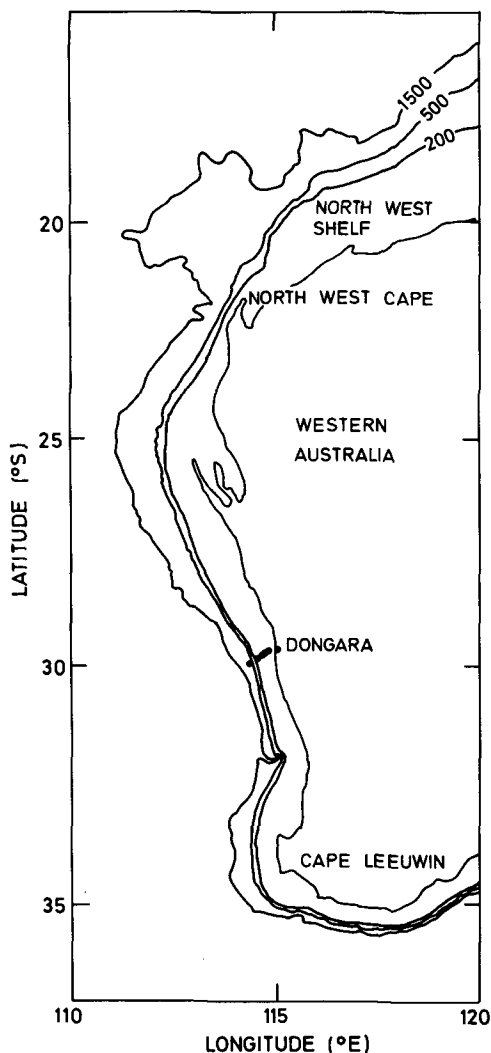 1500
500
200
20
NORTH WEST
SHELF
NORTH WEST CAPE
25
WESTERN
AUSTRALIA
LATITUDE (°S)
DONGARA
30
CAPE LEEUWIN
35
110
115
120
LONGITUDE (°E)